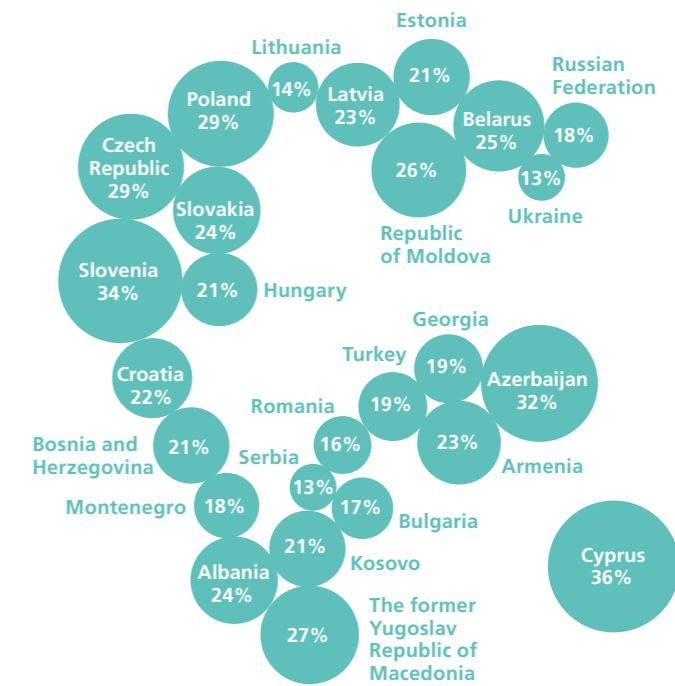 Estonia
21%
Lithuania
14%
Russian
Federation
18%
Poland
29%
Latvia
23%
Belarus
25%
Czech
Republic
29%
26%
Republic
of Moldova
13%
Ukraine
Slovakia
24%
Slovenia
34%
21%
Hungary
Georgia
19%
Turkey
19%
Azerbaijan
32%
Croatia
22%
Romania
16%
23%
Armenia
Bosnia and
Herzegovina
21%
Serbia
13%
Montenegro
18%
17%
Bulgaria
21%
Kosovo
Albania
24%
Cyprus
36%
27%
The former
Yugoslav
Republic of
Macedonia